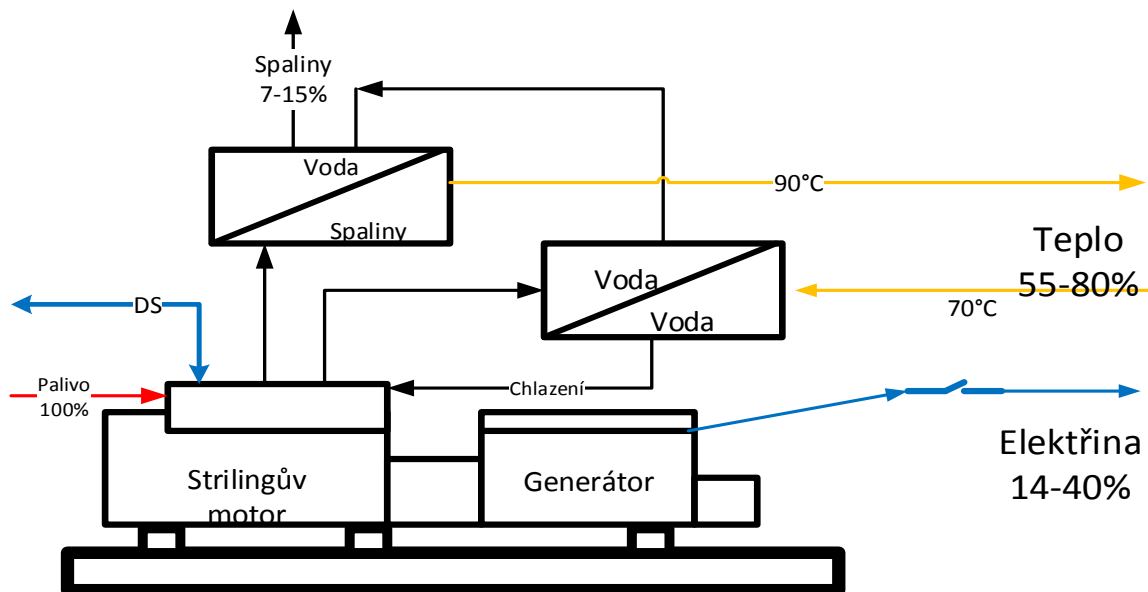 Spaliny
7-15%
Voda
Spaliny
90°C
Teplo
55-80%
Voda
Voda
70°C
DS
Palivo
100%
Chlazení
Elektřina
14-40%
Strilingův
motor
Generátor